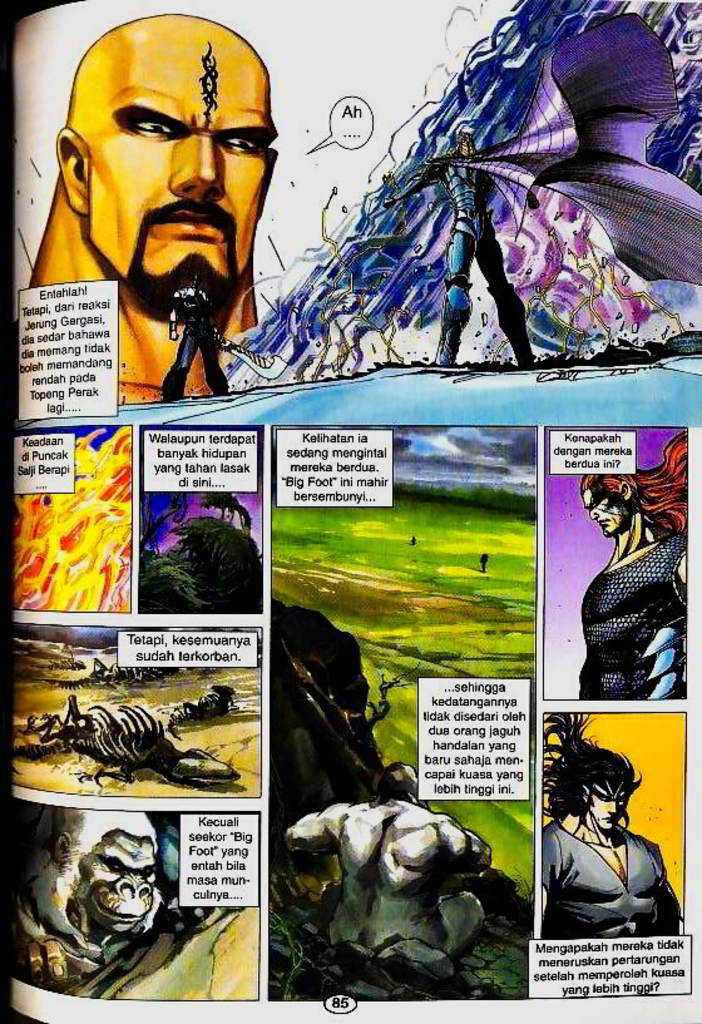 Ah
....
Entahlah!
Tetapi, dari reaksi
Jerung Gergasi,
dia sedar bahawa
dia memang tidak
boleh memandang
rendah pada
Topeng Perak
lagi.....
Keadaan
di Puncak
Salji Berapi
....
Walaupun terdapat
banyak hidupan
yang tahan lasak
di sini....
Kelihatan ia
sedang mengintai
mereka berdua.
"Big Foot" ini mahir
bersembunyi...
Kenapakah
dengan mereka
berdua ini?
Tetapi, kesemuanya
sudah terkorban.
...sehingga
kedatangannya
tidak disedari oleh
dua orang jaguh
handalan yang
baru sahaja men-
capai kuasa yang
lebih tinggi ini.
Kecuali
seekor "Big
Foot" yang
entah bila
masa mun-
culnya....
Mengapakah mereka tidak
meneruskan pertarungan
setelah memperoleh kuasa
yang lebih tinggi?
85